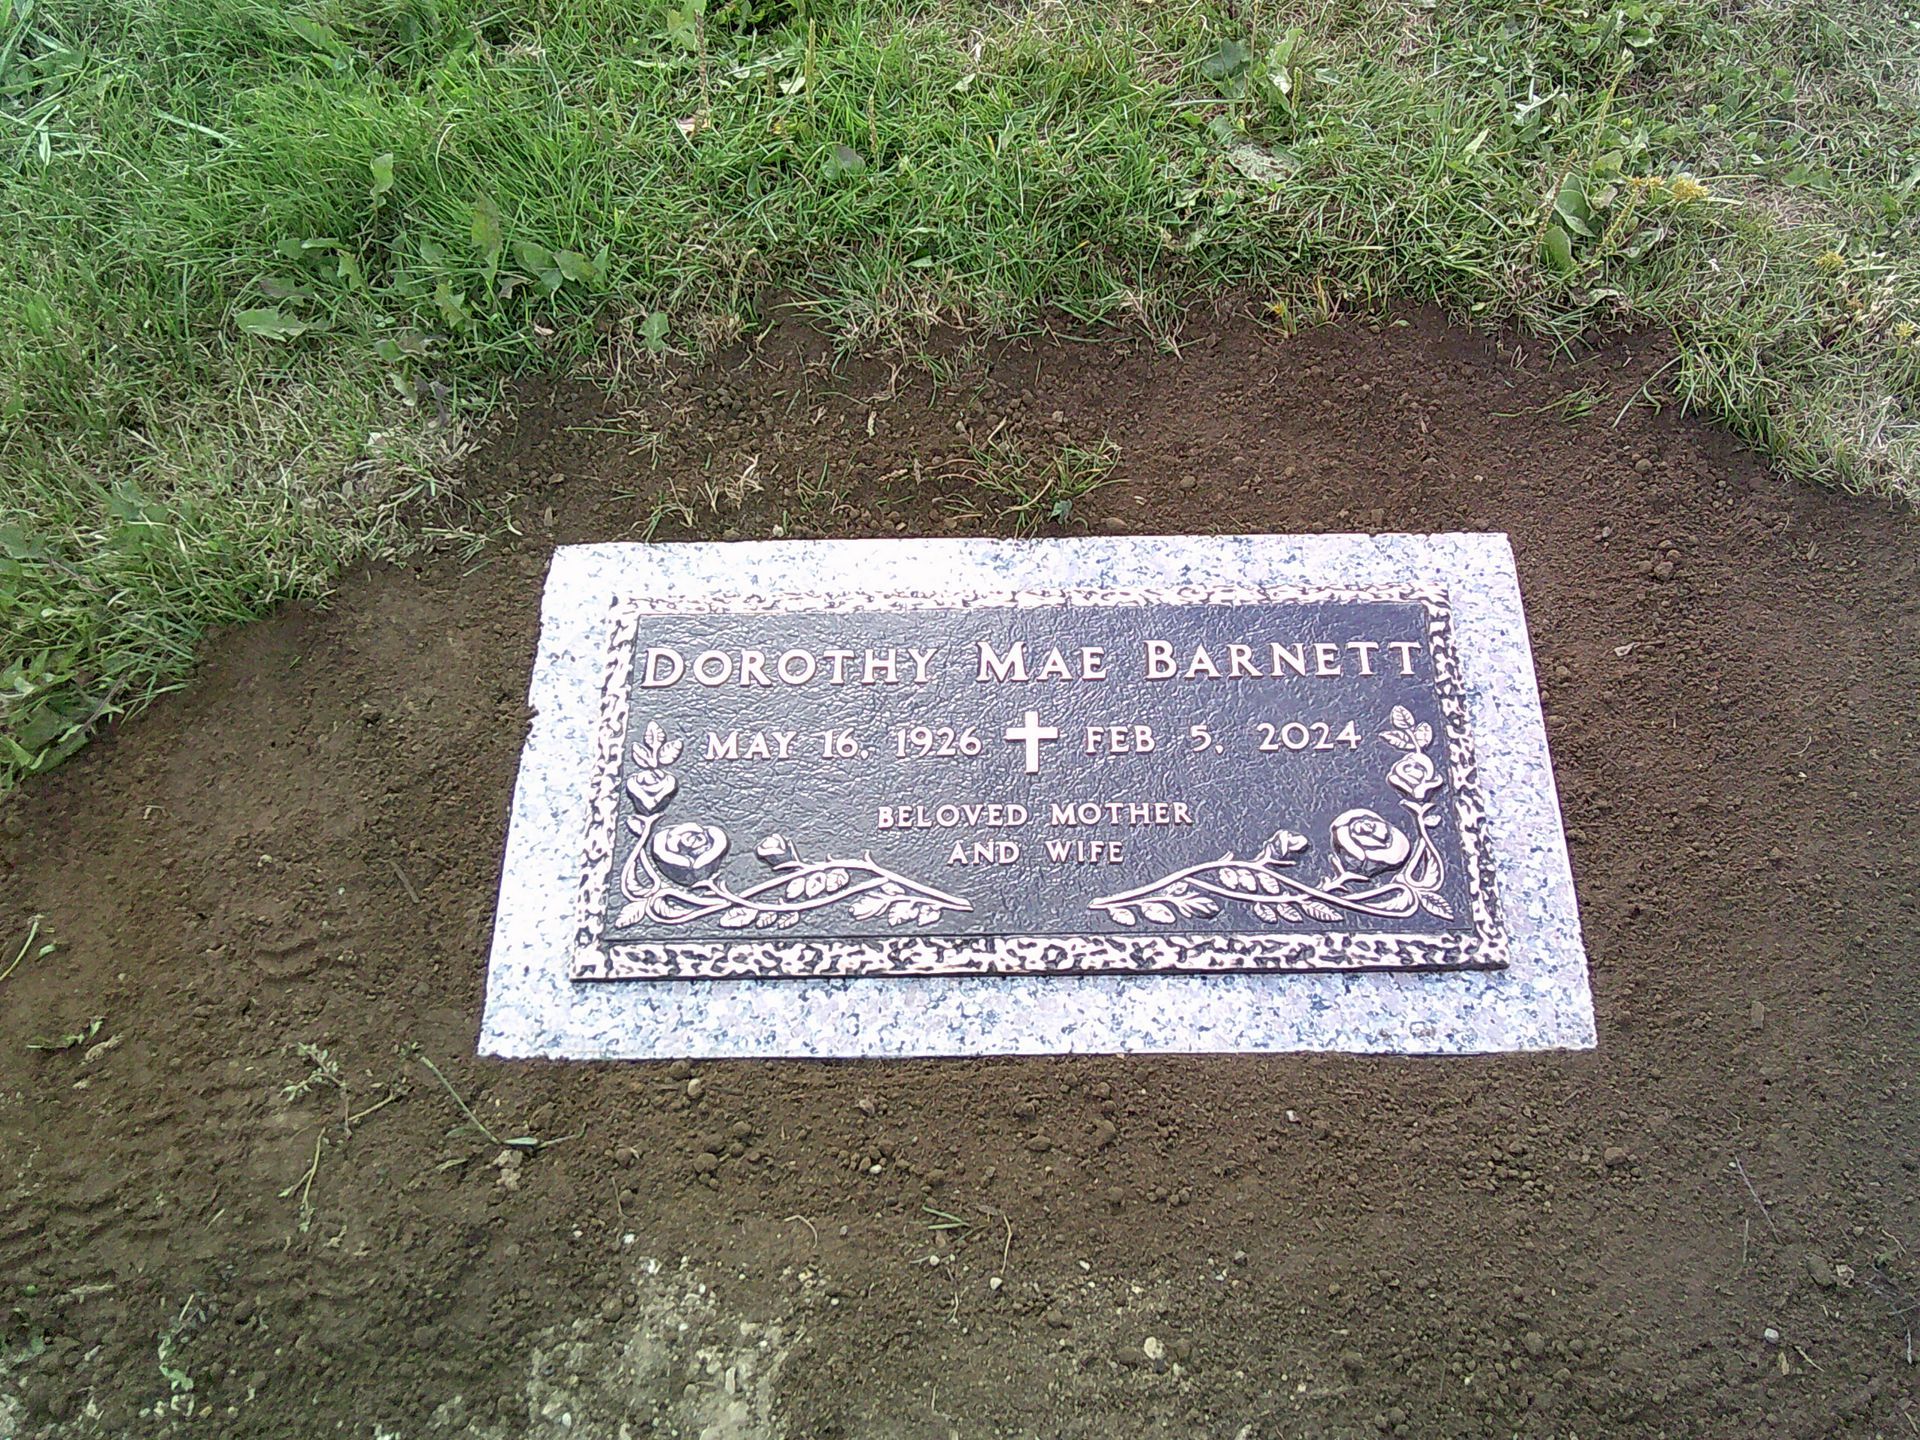 DOROTHY MAE BARNETT
MAY 16, 1926 FEB 5, 2024
BELOVED MOTHER
AND WIFE